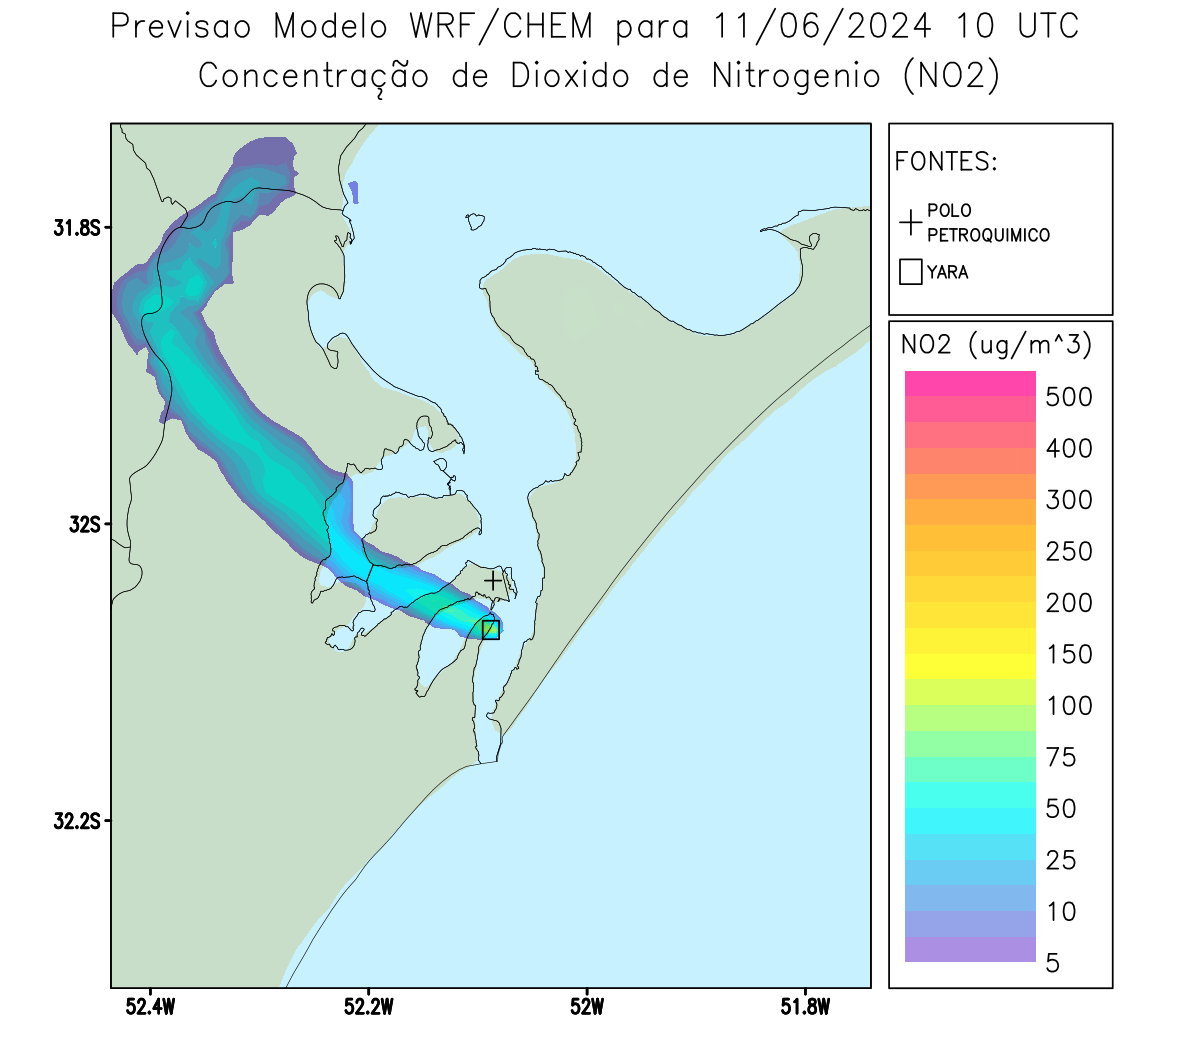 Previsao Modelo WRF/CHEM para 11/06/2024 10 UTC
Concentração de Dioxido de Nitrogenio (NO2)
FONTES:
POLO
PETROQUIMICO
YARA
31.8S
32S
32.2S
52.4W
52.2W
52W
51.8W
NO2 (ug/m^3)
500
400
300
250
200
150
100
75
50
25
10
5